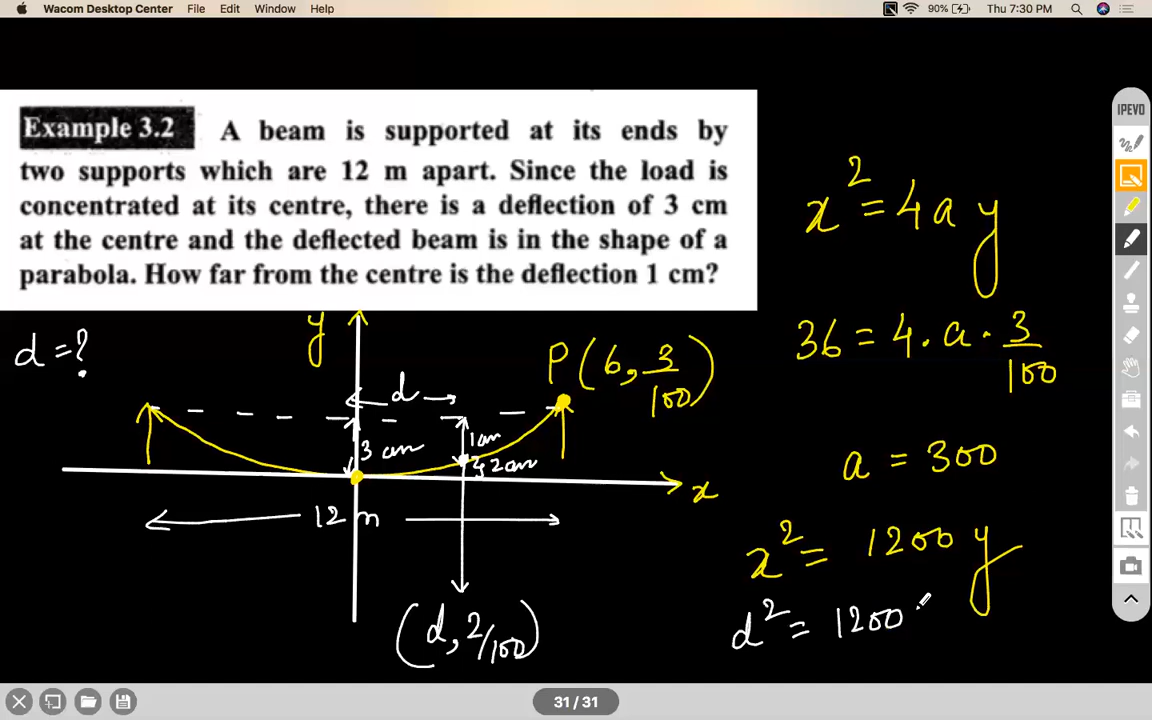 Wacom Desktop Center File Edit Window Help 90% Thu 7:30 PM
IPEVO
Example 3.2 A beam is supported at its ends by
two supports which are 12 m apart. Since the load is
concentrated at its centre, there is a deflection of 3 cm
at the centre and the deflected beam is in the shape of a
parabola. How far from the centre is the deflection 1 cm?
d = ?
y
P(6, 3/100)
d
3 cm
1cm
2cm
x
12 m
(d, 2/100)
x² = 4ay
36 = 4 · a · 3/100
a = 300
x² = 1200 y
d² = 1200
31 / 31